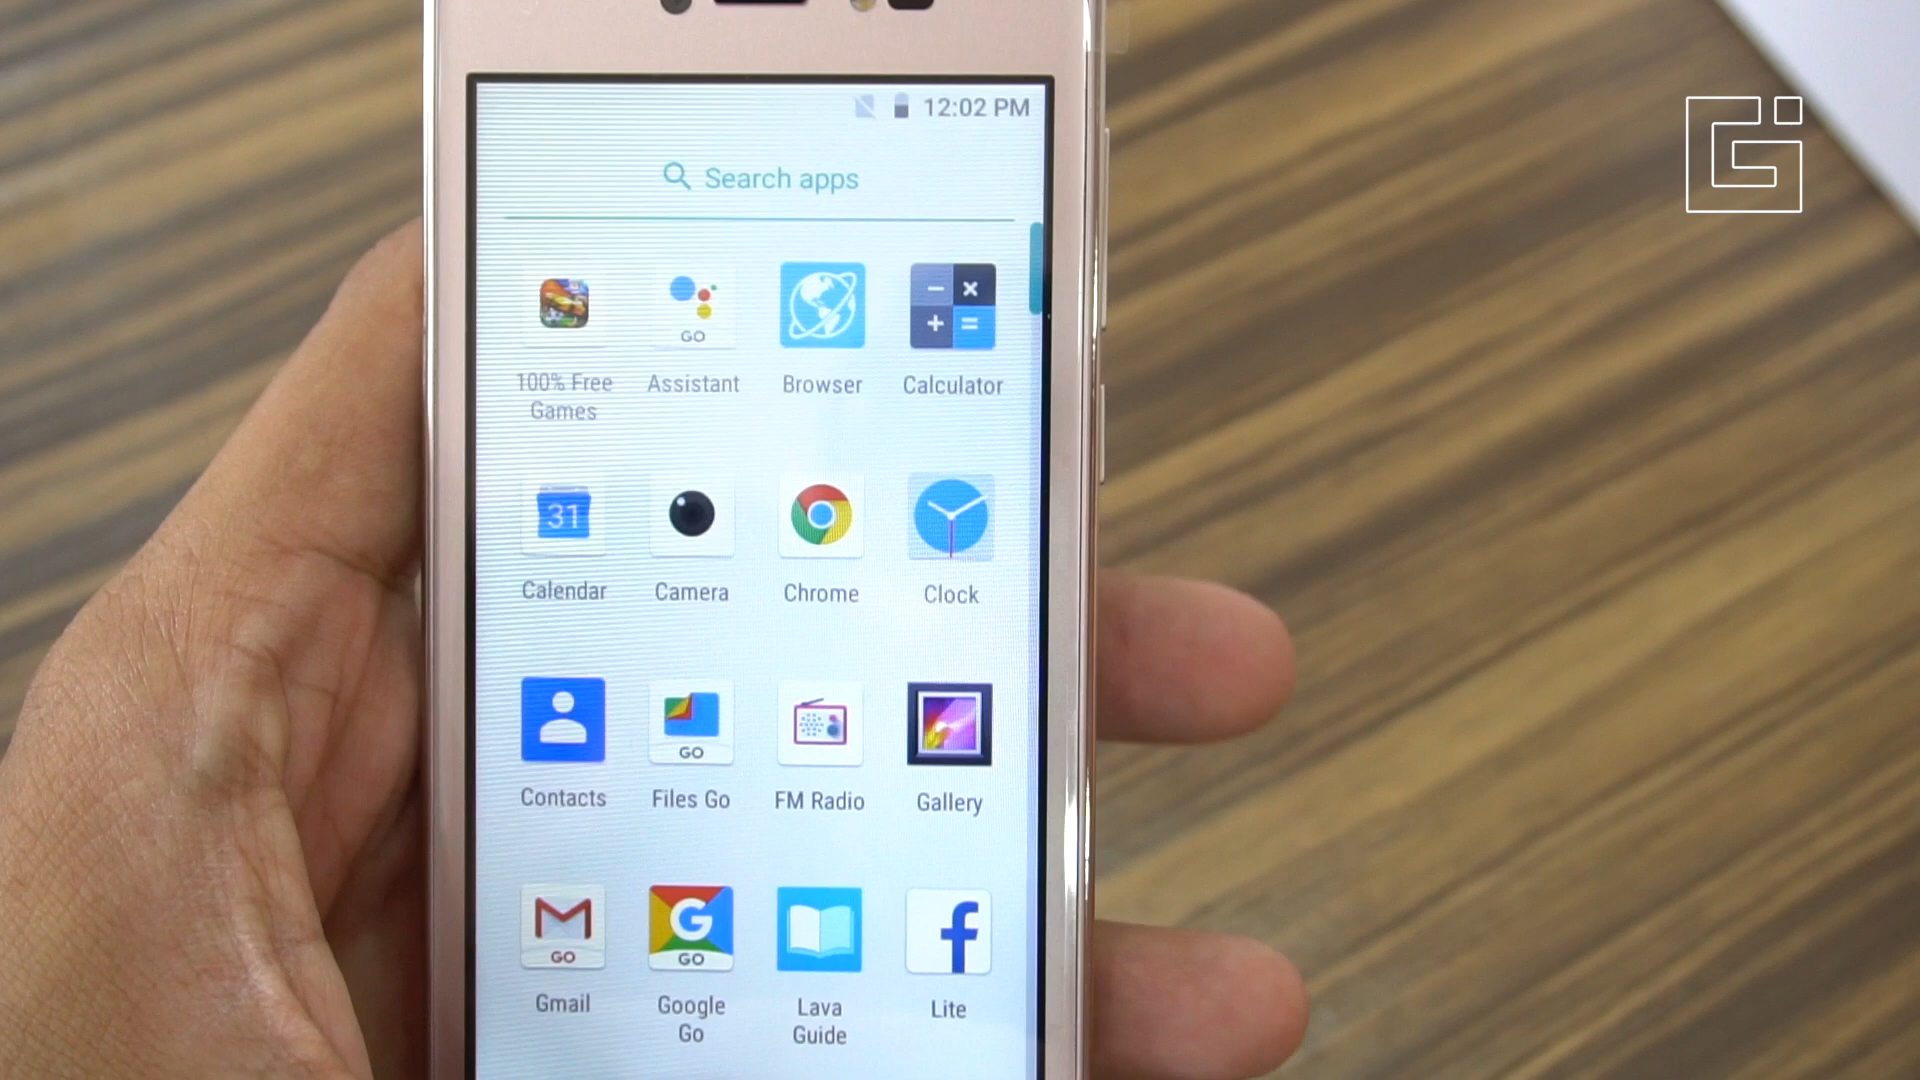 12:02 PM
Search apps
GO
100% Free
Games
Assistant
Browser
Calculator
31
Calendar
Camera
Chrome
Clock
GO
Contacts
Files Go
FM Radio
Gallery
GO
G
GO
f
Gmail
Google
Go
Lava
Guide
Lite